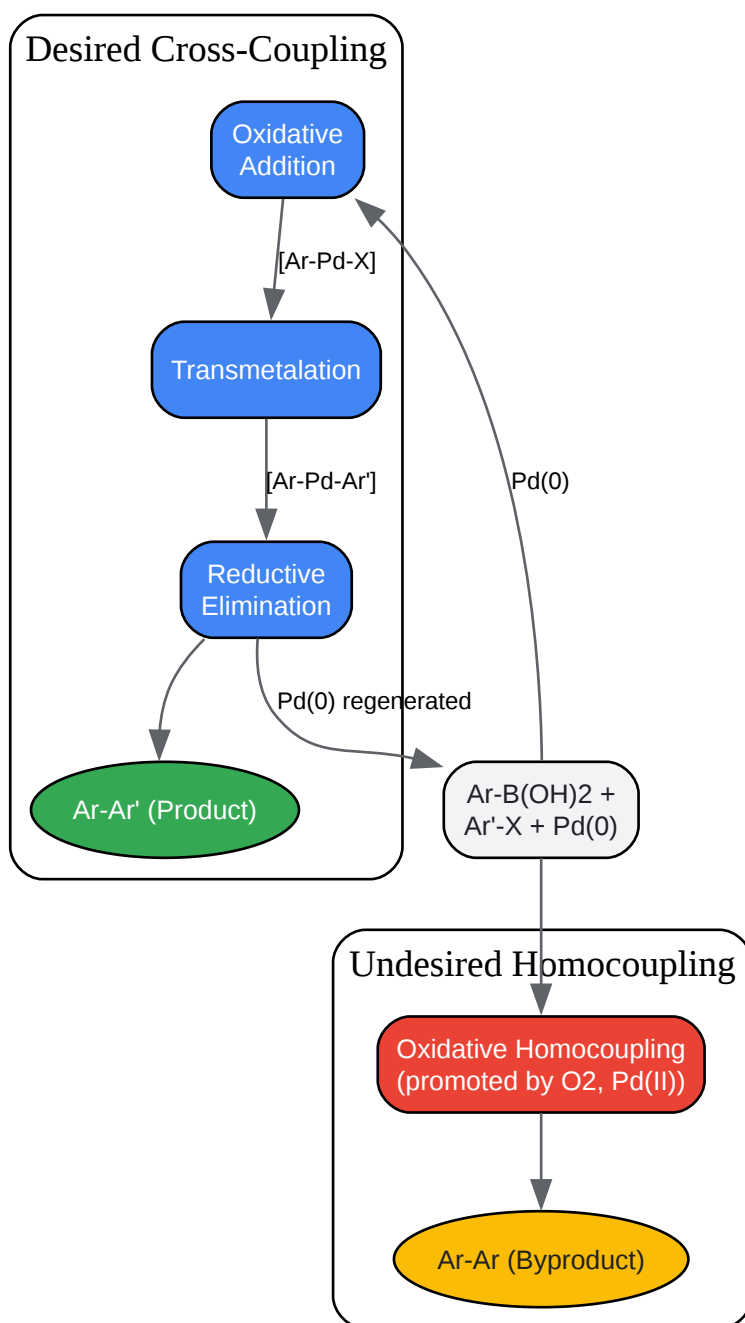 Desired Cross-Coupling
Oxidative
Addition
[Ar-Pd-X]
Transmetalation
[Ar-Pd-Ar']
Pd(0)
Reductive
Elimination
Pd(0) regenerated
Ar-Ar' (Product)
Ar-B(OH)2 +
Ar'-X + Pd(0)
Undesired Homocoupling
Oxidative Homocoupling
(promoted by O2, Pd(II))
Ar-Ar (Byproduct)